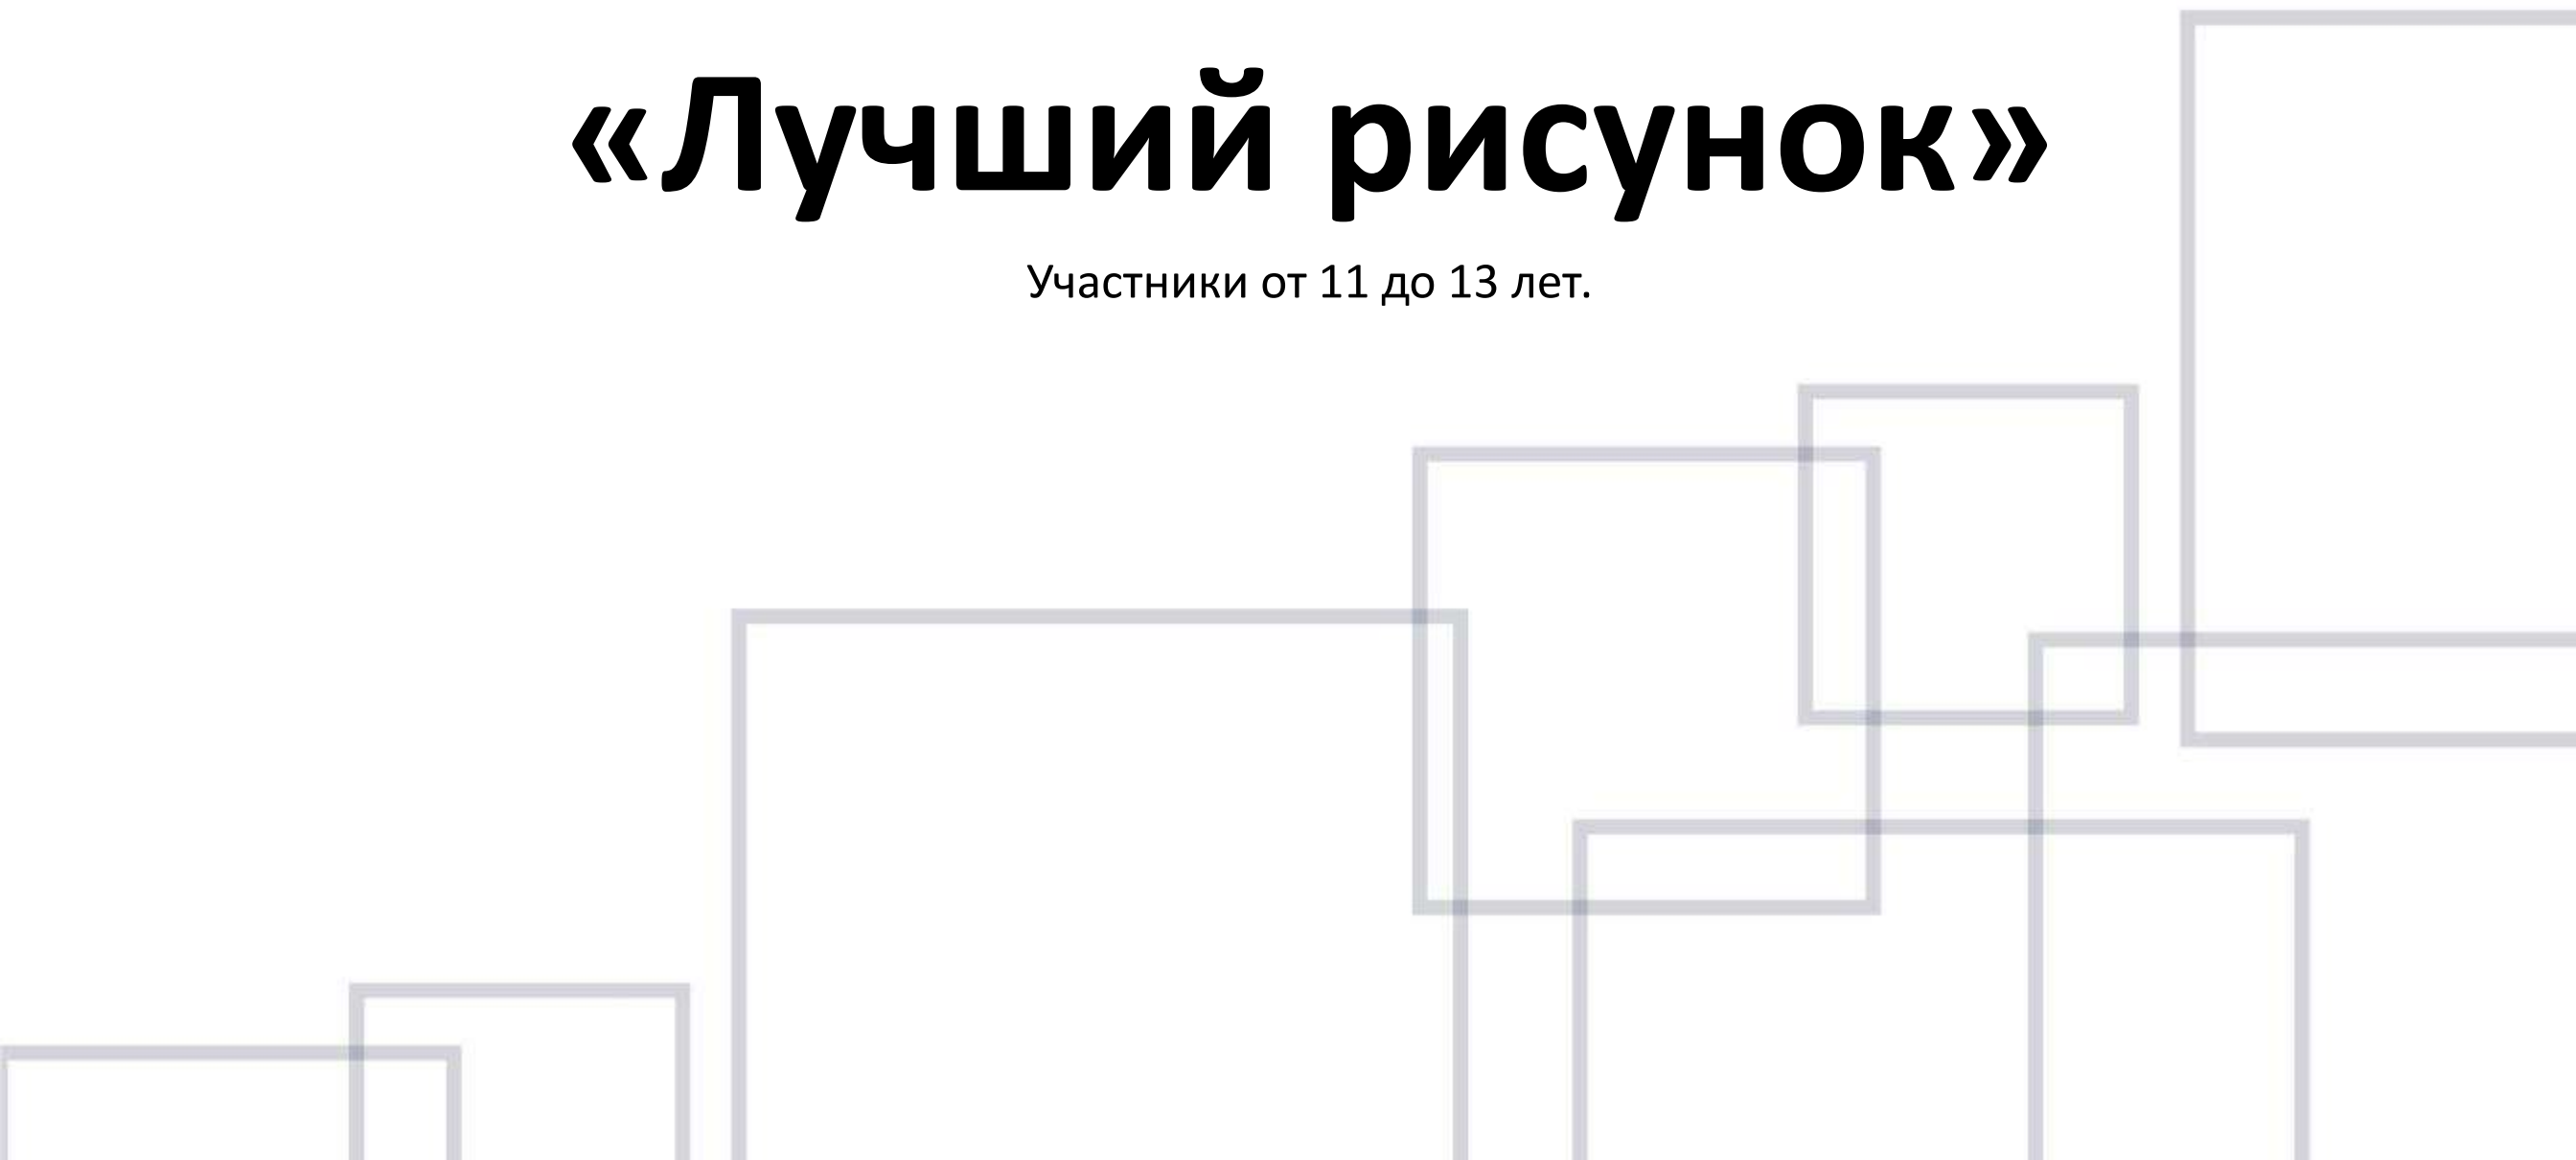 «Лучший рисунок»
Участники от 11 до 13 лет.